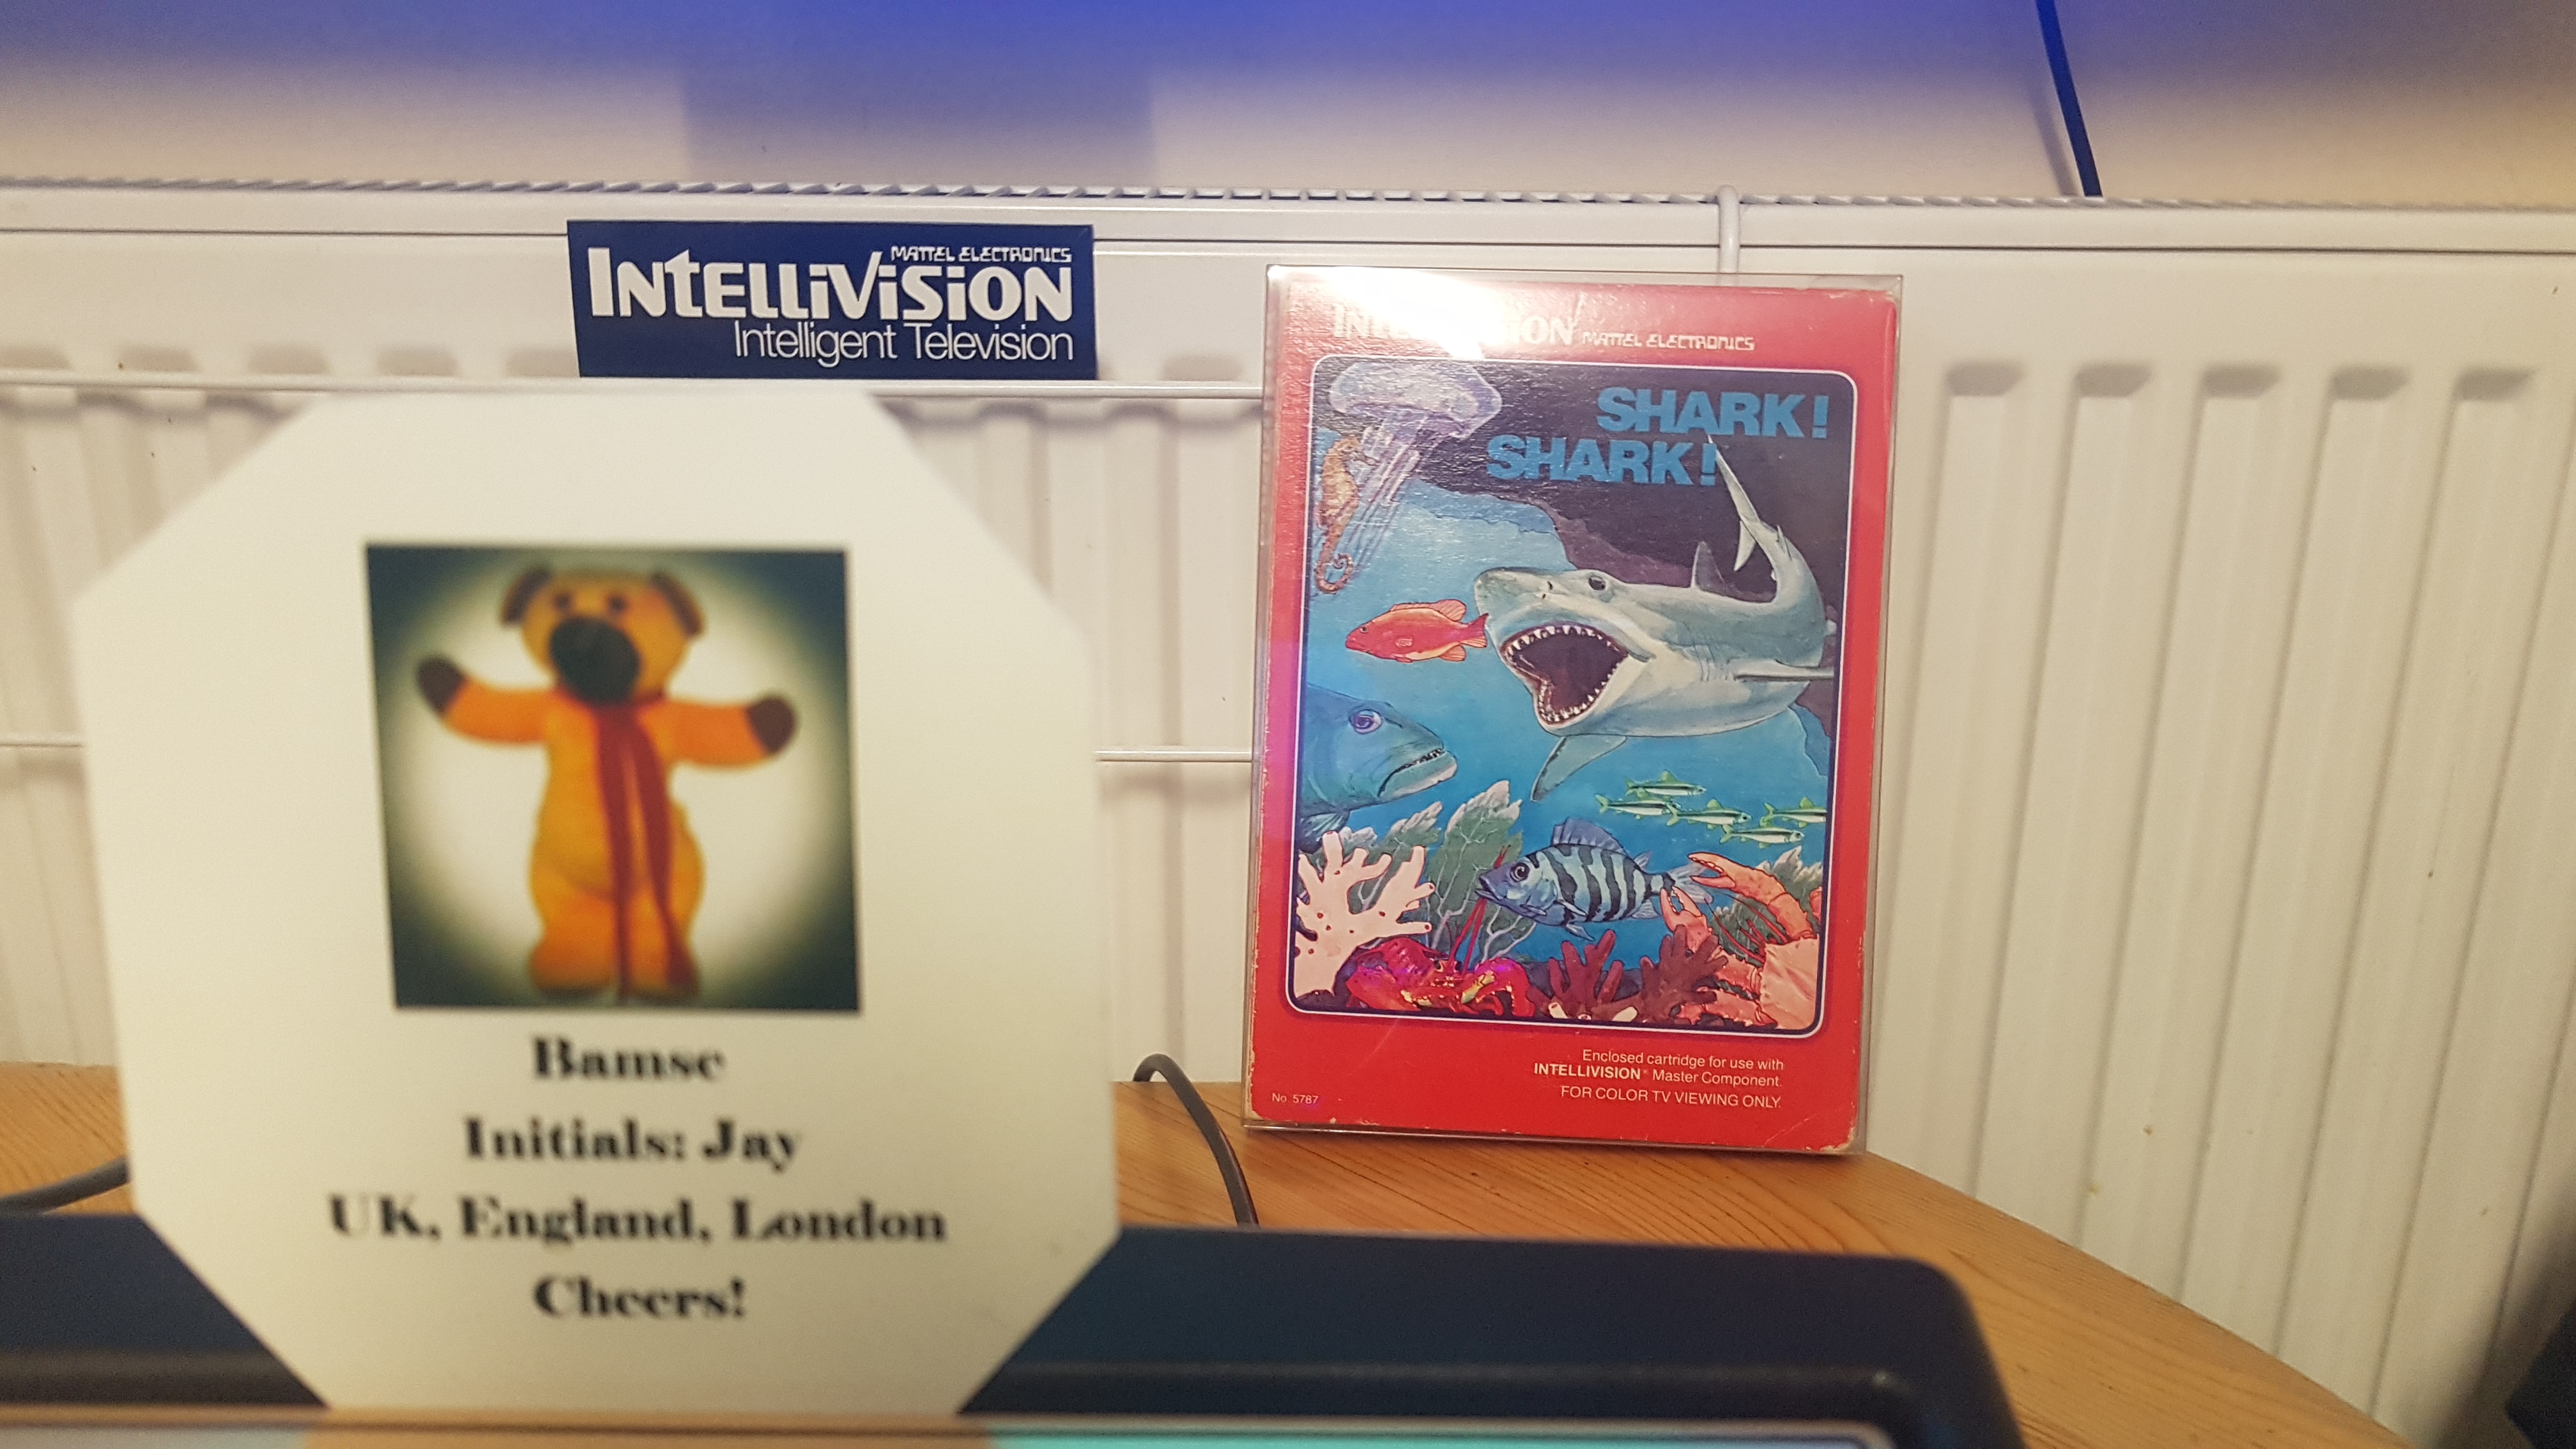 MATTEL ELECTRONICS
INTELLIVISION
Intelligent Television
MATTEL ELECTRONICS
SHARK!
SHARK!
Enclosed cartridge for use with
INTELLIVISION Master Component.
FOR COLOR TV VIEWING ONLY.
No. 5787
Bamse
Initials: Jay
UK, England, London
Cheers!